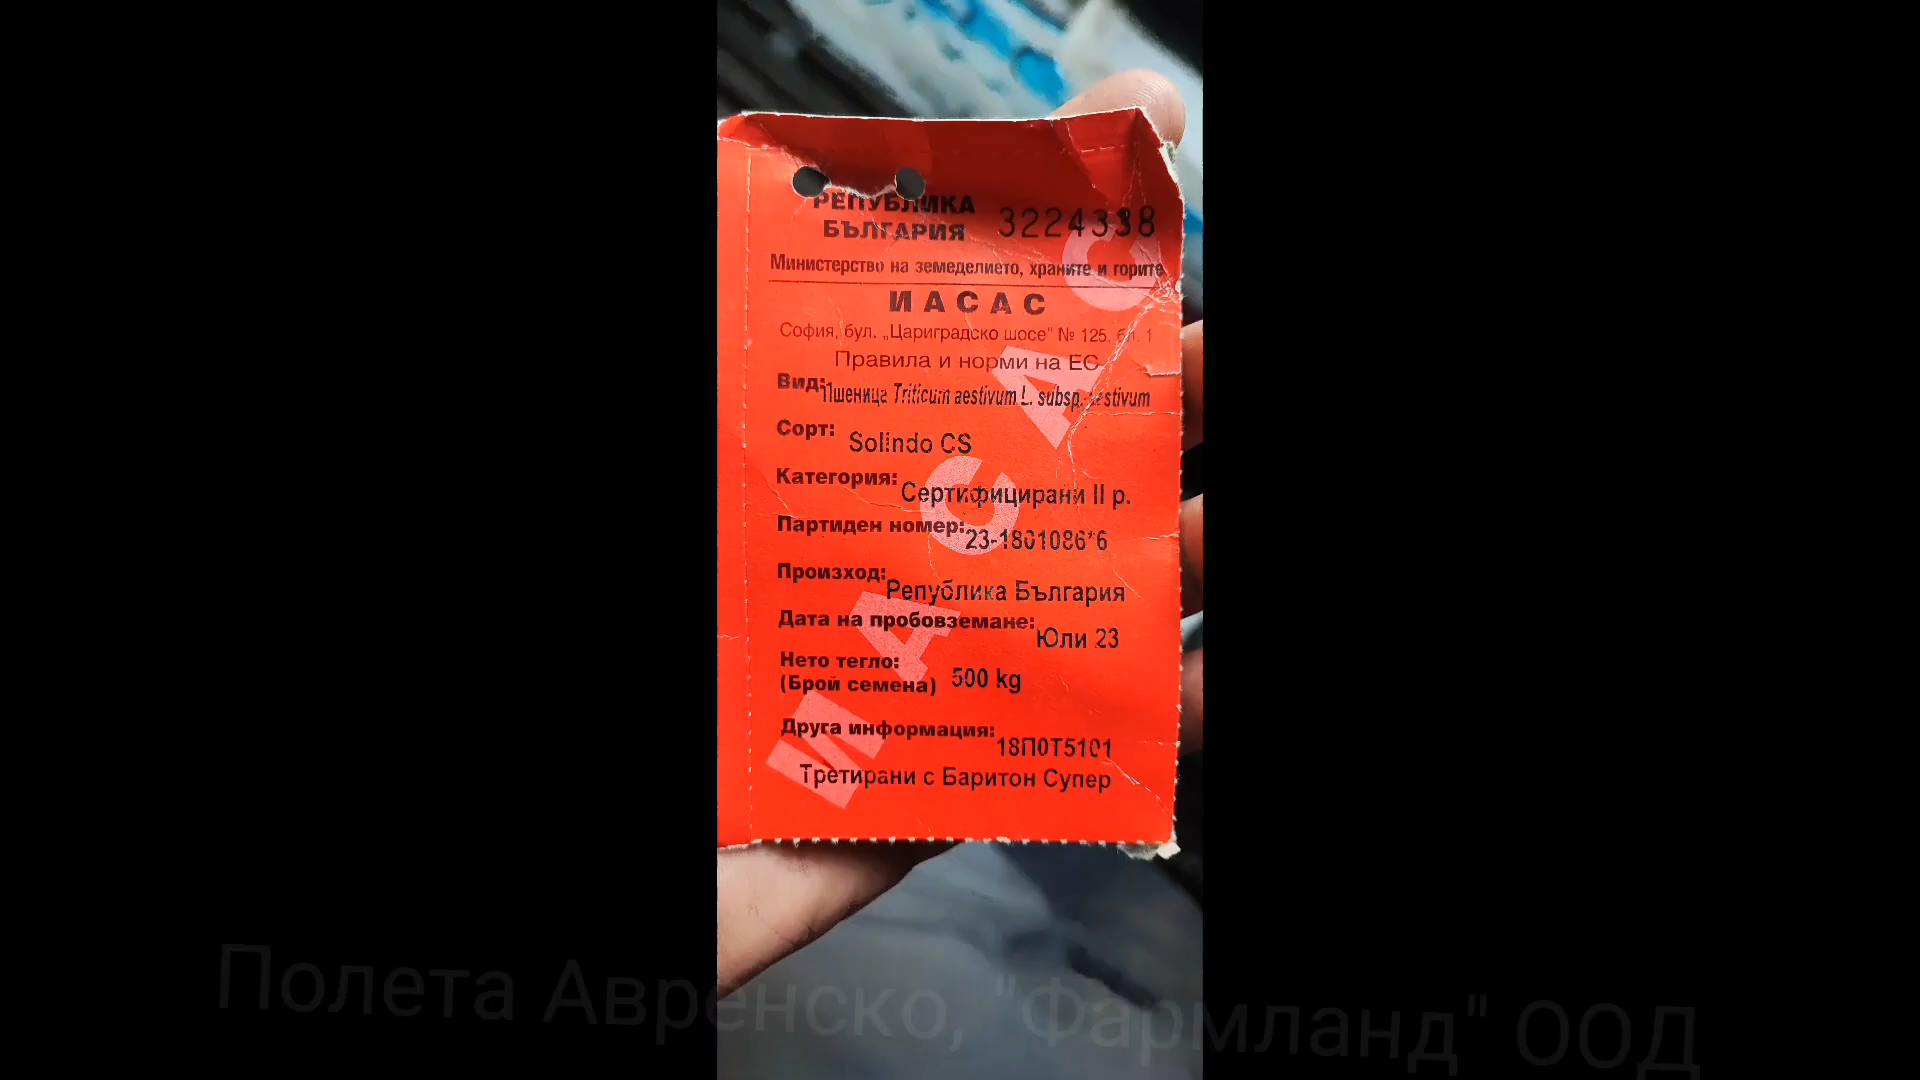 РЕПУБЛИКА
БЪЛГАРИЯ
3224338
Министерство на земеделието, храните и горите
ИАСАС
София, бул. „Цариградско шосе" № 125, бл. 1
Правила и норми на ЕС
Вид: Пшеница Triticum aestivum L. subsp. aestivum
Сорт: Solindo CS
Категория: Сертифицирани II р.
Партиден номер: 23-1801086*6
Произход: Република България
Дата на пробовземане: Юли 23
Нето тегло: 500 kg
(Брой семена)
Друга информация: 18П0Т5101
Третирани с Баритон Супер
ИАСАС
Полета Авренско, "Фармланд" ООД